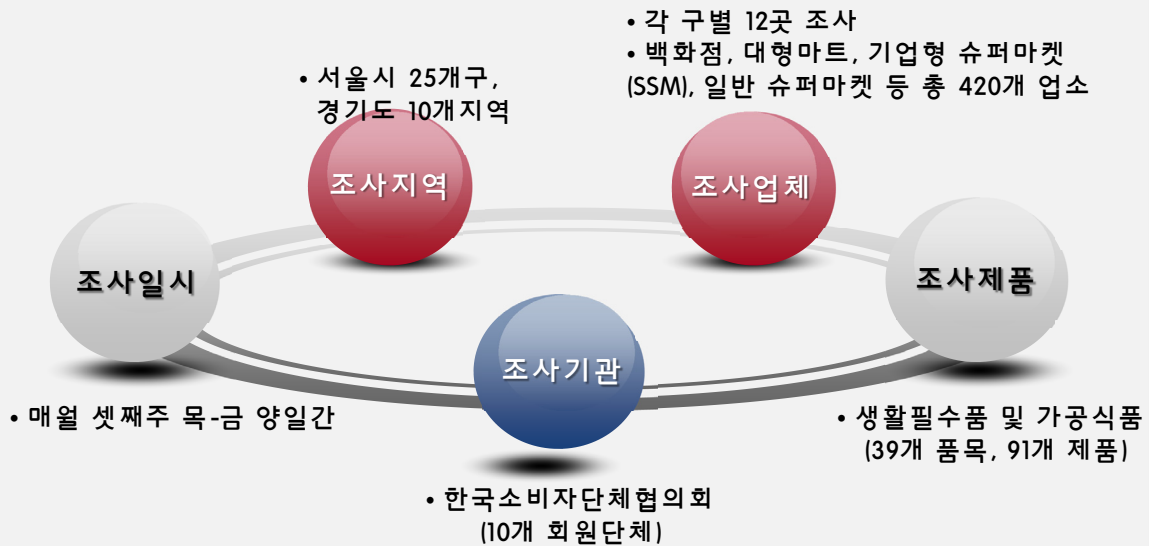 • 각 구별 12곳 조사
• 백화점, 대형마트, 기업형 슈퍼마켓
(SSM), 일반 슈퍼마켓 등 총 420개 업소
• 서울시 25개구,
경기도 10개지역
조사지역
조사업체
조사일시
조사제품
조사기관
• 매월 셋째주 목-금 양일간
• 생활필수품 및 가공식품
(39개 품목, 91개 제품)
• 한국소비자단체협의회
(10개 회원단체)